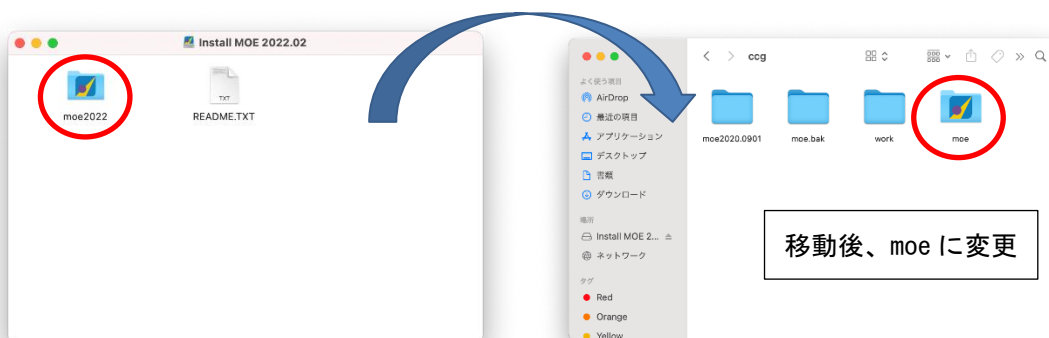 Install MOE 2022.02
TXT
moe2022
README.TXT
ccg
よく使う項目
AirDrop
最近の項目
アプリケーション
デスクトップ
書類
ダウンロード
場所
Install MOE 2...
ネットワーク
タグ
Red
Orange
Yellow
moe2020.0901
moe.bak
work
moe
移動後、moe に変更